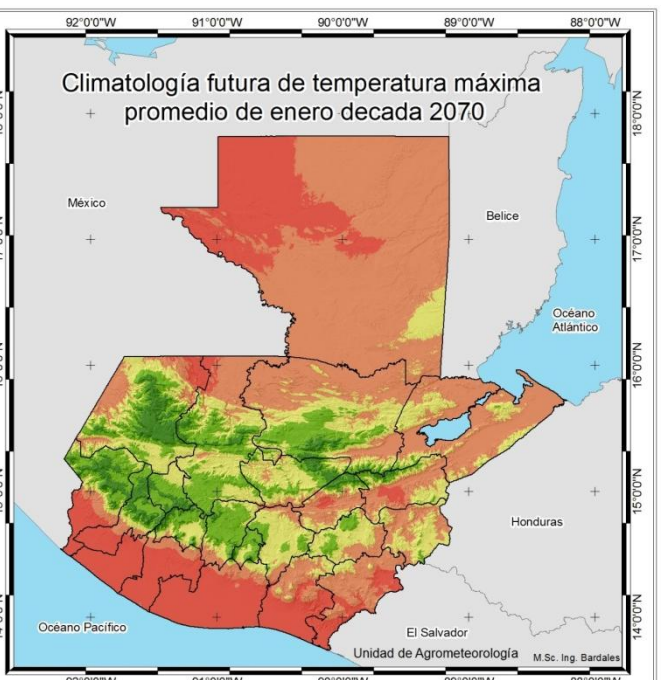 92°0'0"W 91°0'0"W 90°0'0"W 89°0'0"W 88°0'0"W
Climatología futura de temperatura máxima
promedio de enero decada 2070
18°0'0"N
México
Belice
17°0'0"N
Océano
Atlántico
16°0'0"N
15°0'0"N
Honduras
14°0'0"N
Océano Pacífico
El Salvador
Unidad de Agrometeorología
M.Sc. Ing. Bardales